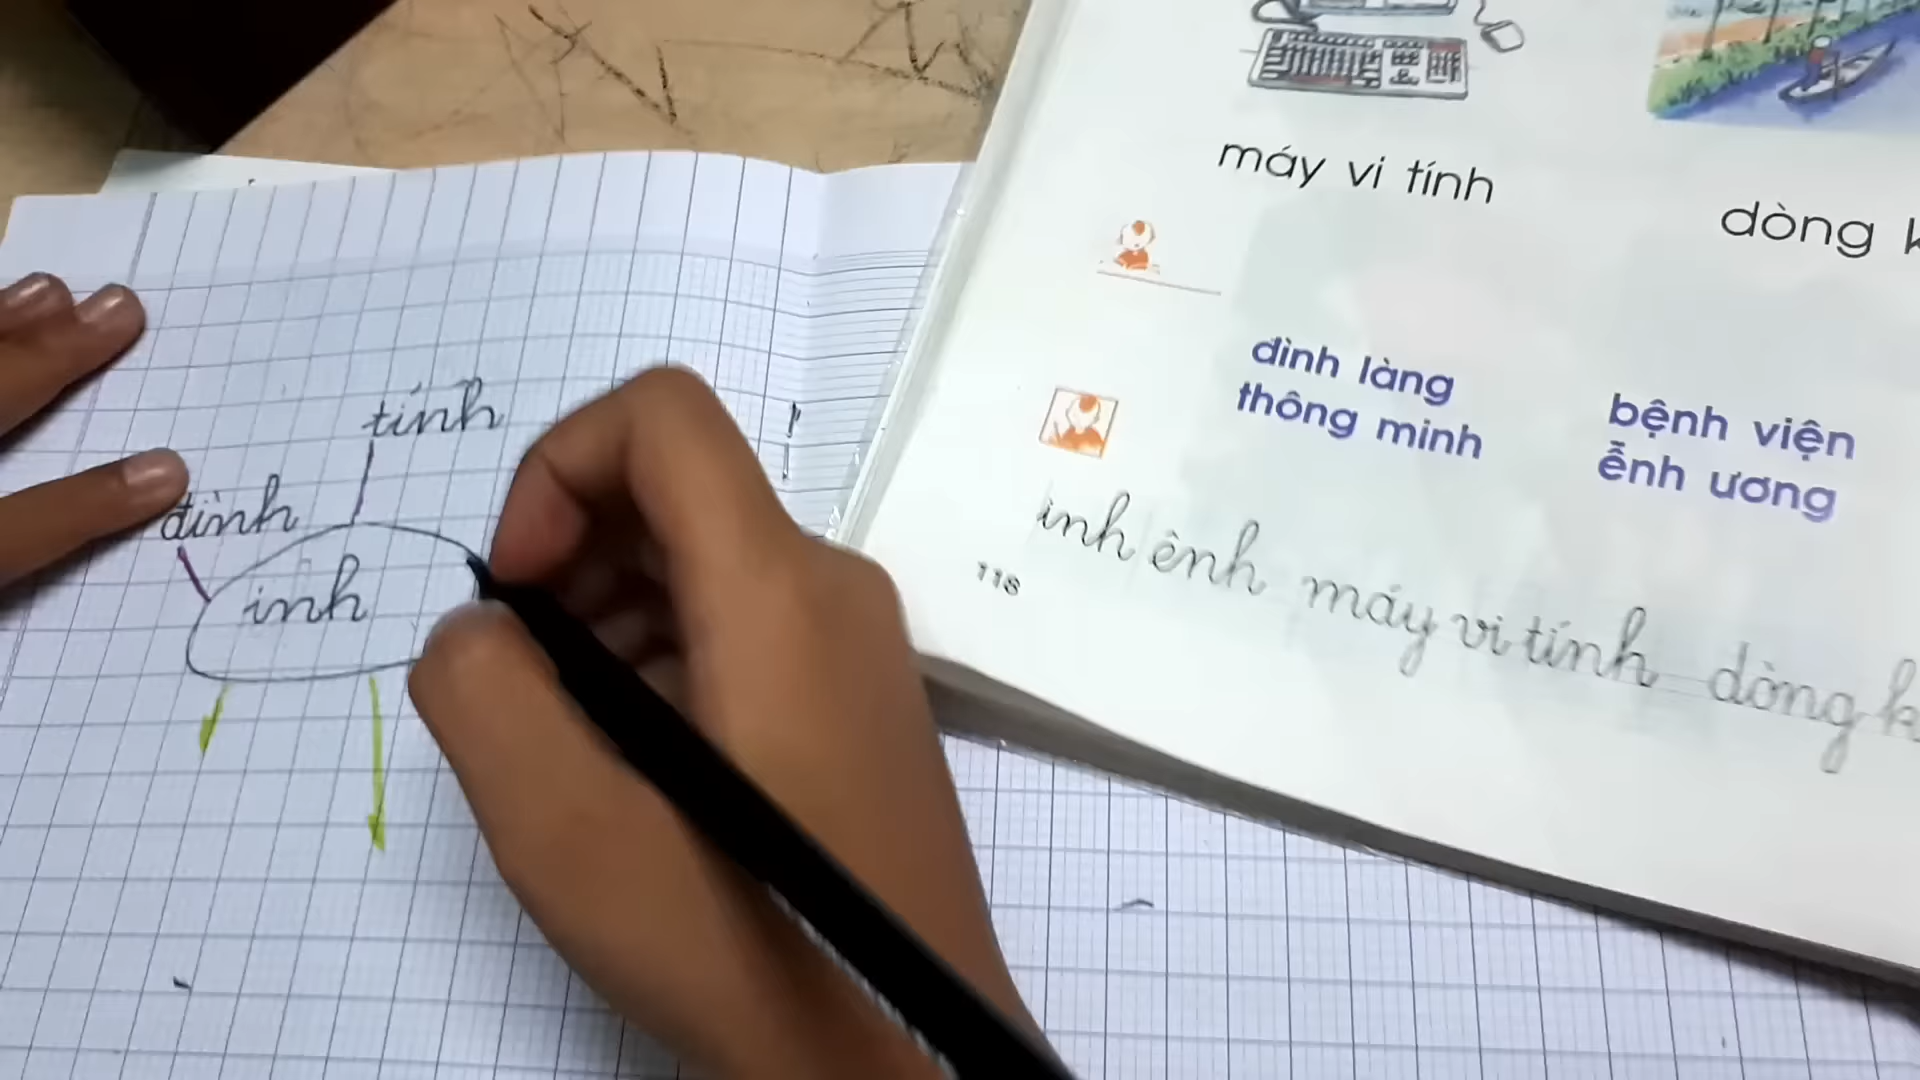 tính
đình
inh
máy vi tính
dòng k
đình làng
thông minh
bệnh viện
ễnh ương
inh ênh máy vi tính dòng k
118